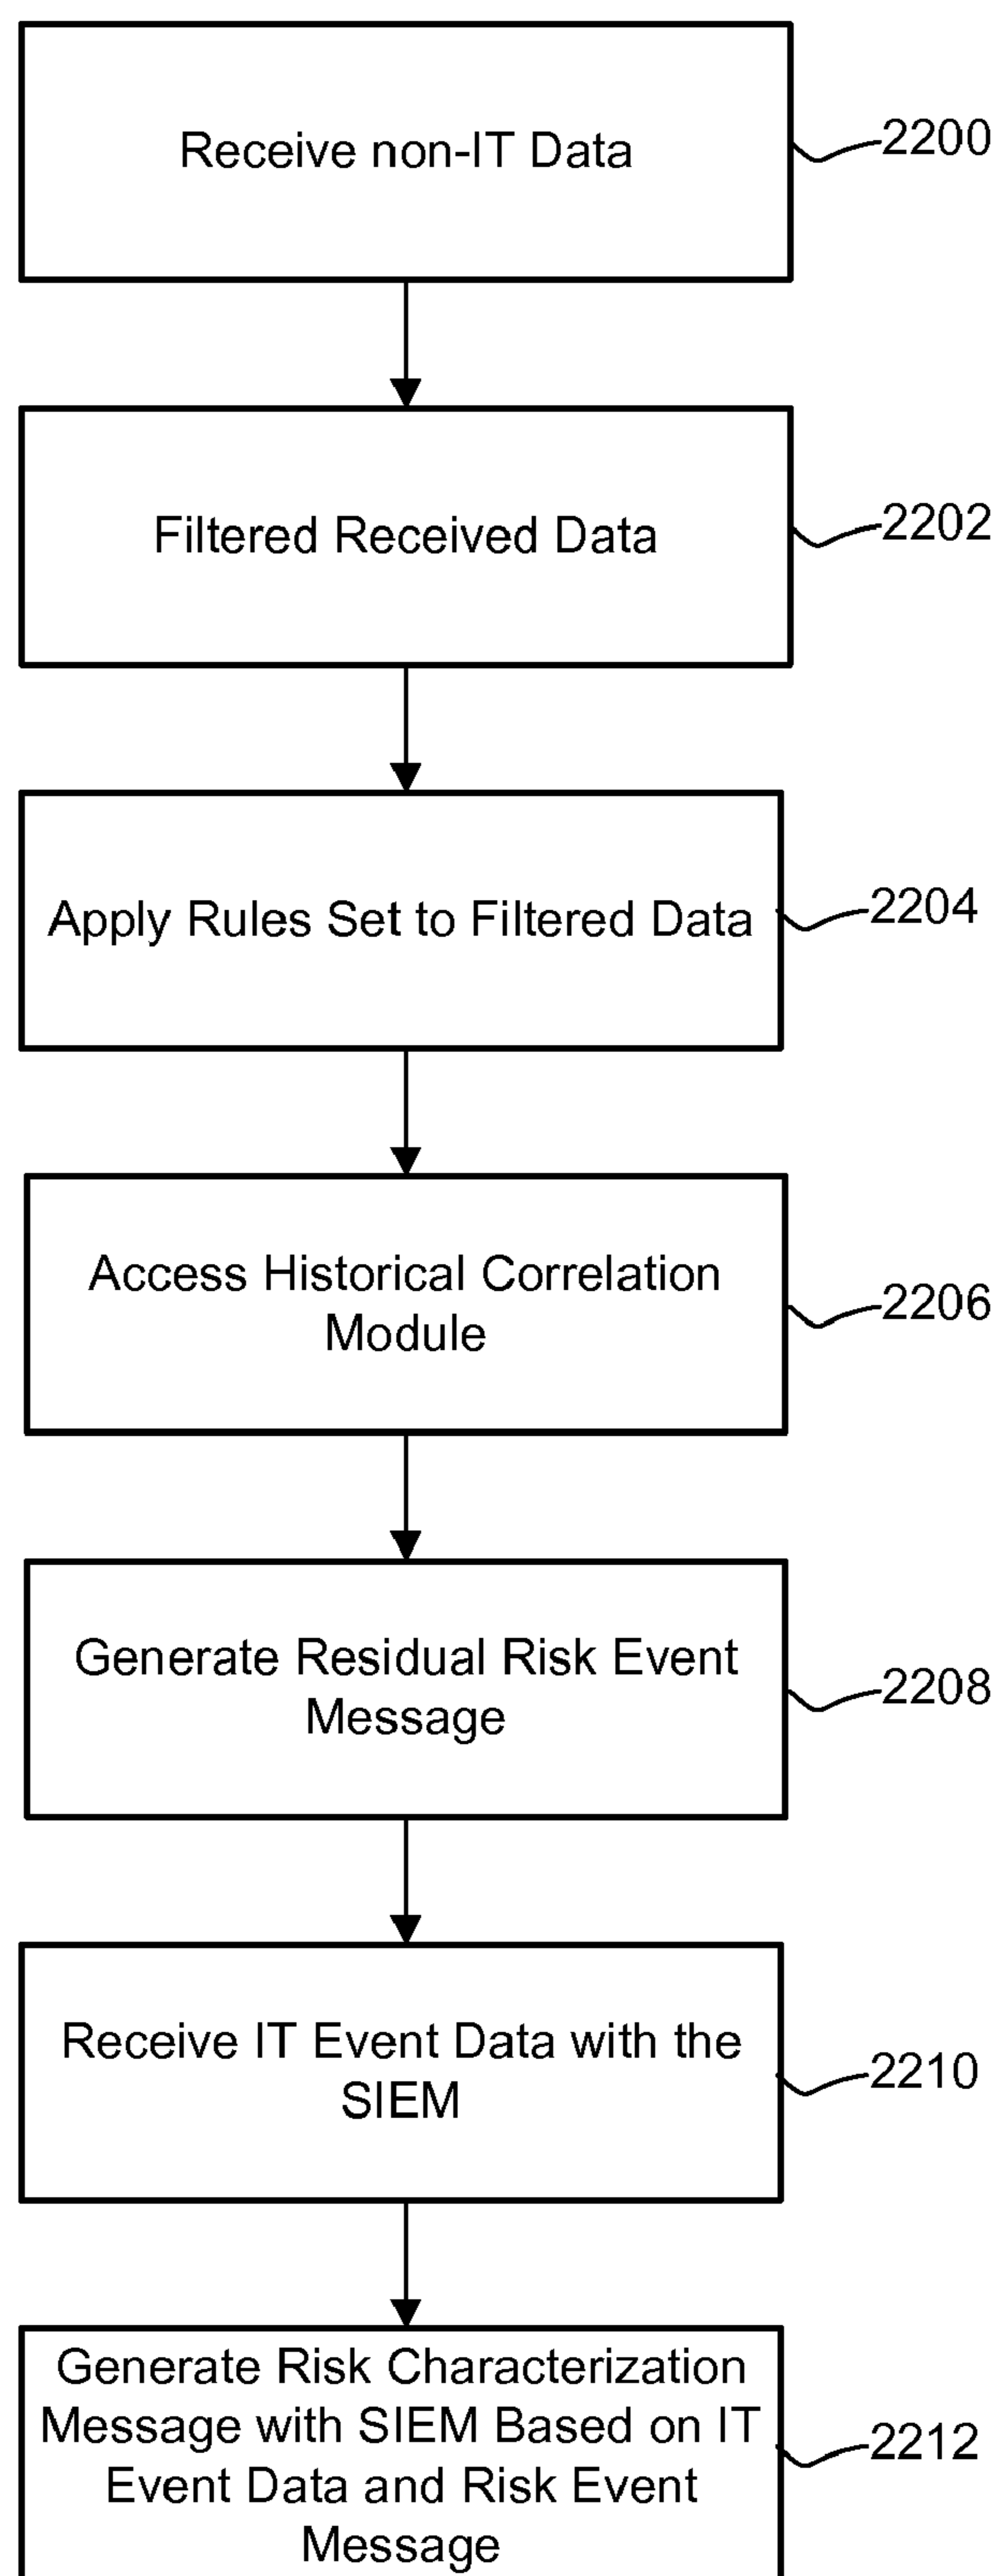 Receive non-IT Data
2200
Filtered Received Data
2202
Apply Rules Set to Filtered Data
2204
Access Historical Correlation
Module
2206
Generate Residual Risk Event
Message
2208
Receive IT Event Data with the
SIEM
2210
Generate Risk Characterization
Message with SIEM Based on IT
Event Data and Risk Event
Message
2212